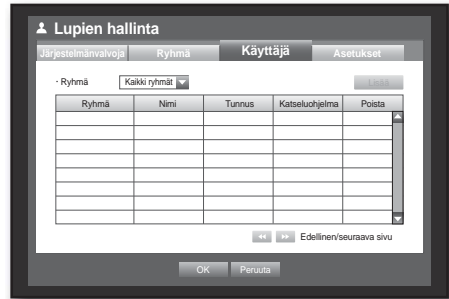 Lupien hallinta
Järjestelmänvalvoja Ryhmä Käyttäjä Asetukset
· Ryhmä Kaikki ryhmät Lisää
Ryhmä Nimi Tunnus Katseluohjelma Poista
Edellinen/seuraava sivu
OK Peruuta